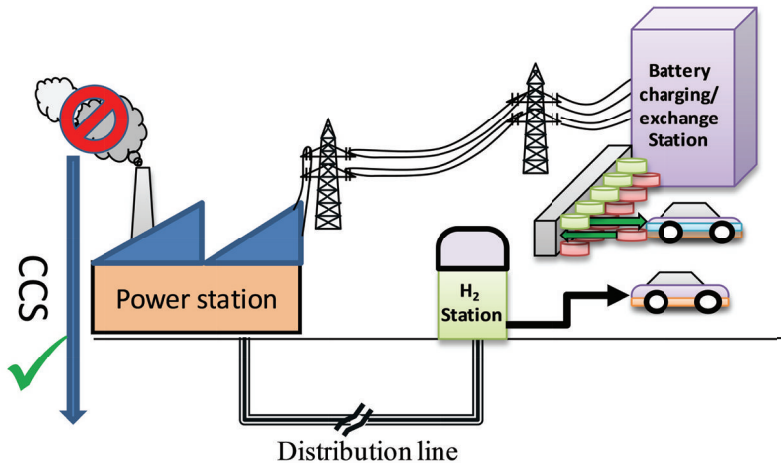 Battery
charging/
exchange
Station
CCS
Power station
H₂
Station
Distribution line